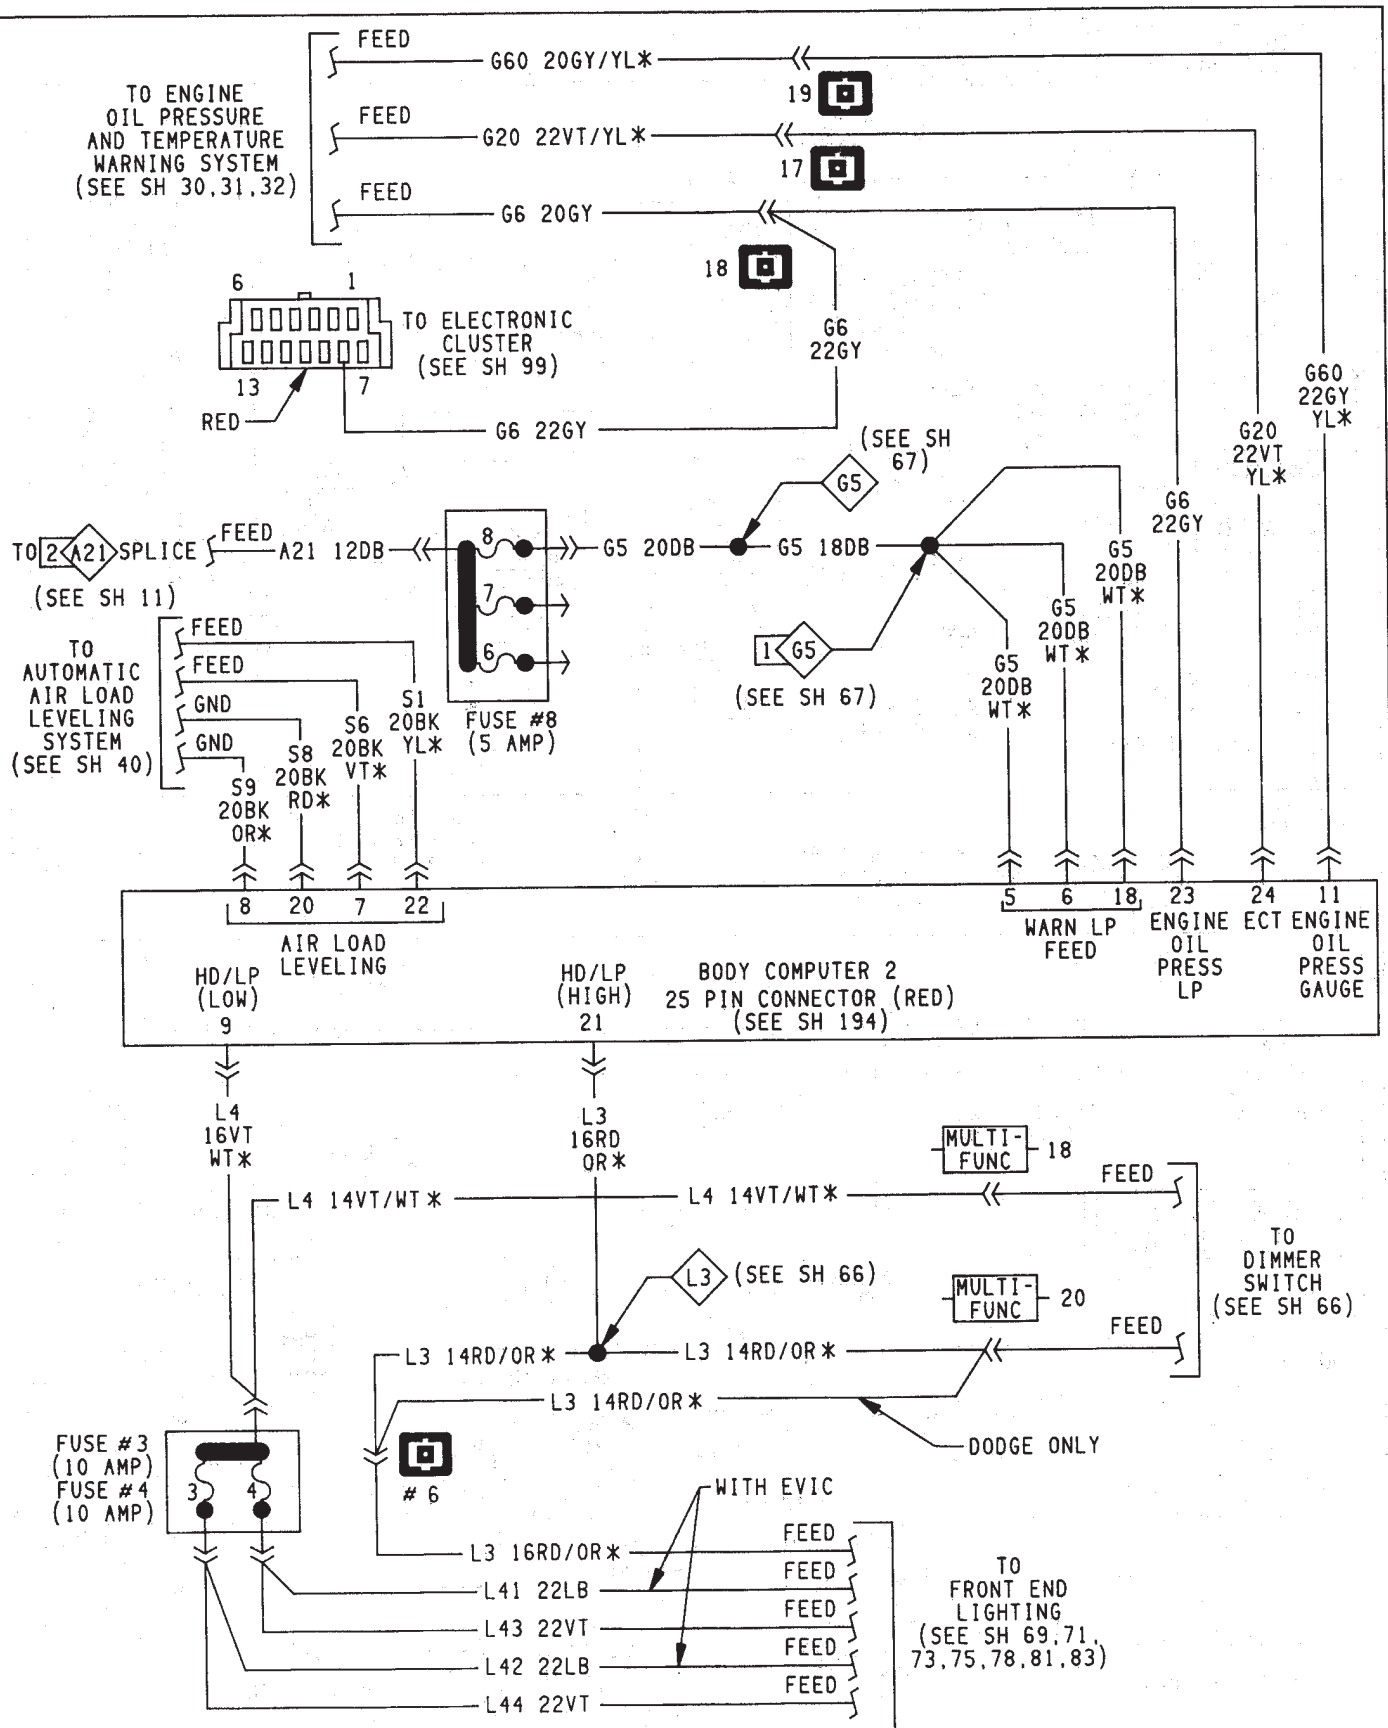 FEED
G60 20GY/YL*
19
TO ENGINE
OIL PRESSURE
AND TEMPERATURE
WARNING SYSTEM
(SEE SH 30,31,32)
FEED
G20 22VT/YL*
17
FEED
G6 20GY
18
6 1
TO ELECTRONIC
CLUSTER
(SEE SH 99)
13 7
RED
G6
22GY
G6 22GY
G60
22GY
YL*
G20
22VT
YL*
G6
22GY
(SEE SH
67)
G5
TO 2 A21 SPLICE
FEED
A21 12DB
8
7
6
G5 20DB
G5 18DB
G5
20DB
WT*
G5
20DB
WT*
G5
20DB
WT*
(SEE SH 11)
1 G5
(SEE SH 67)
FUSE #8
(5 AMP)
TO
AUTOMATIC
AIR LOAD
LEVELING
SYSTEM
(SEE SH 40)
FEED
FEED
GND
GND
S1
20BK
YL*
S6
20BK
VT*
S8
20BK
RD*
S9
20BK
OR*
8 20 7 22
AIR LOAD
LEVELING
5 6 18
WARN LP
FEED
23
ENGINE
OIL
PRESS
LP
24
ECT
11
ENGINE
OIL
PRESS
GAUGE
HD/LP
(LOW)
9
HD/LP
(HIGH)
21
BODY COMPUTER 2
25 PIN CONNECTOR (RED)
(SEE SH 194)
L4
16VT
WT*
L3
16RD
OR*
MULTI-
FUNC
18
L4 14VT/WT*
L4 14VT/WT*
FEED
TO
DIMMER
SWITCH
(SEE SH 66)
L3
(SEE SH 66)
MULTI-
FUNC
20
FEED
L3 14RD/OR*
L3 14RD/OR*
L3 14RD/OR*
DODGE ONLY
FUSE #3
(10 AMP)
FUSE #4
(10 AMP)
3 4
# 6
WITH EVIC
L3 16RD/OR*
FEED
L41 22LB
FEED
L43 22VT
FEED
L42 22LB
FEED
L44 22VT
FEED
TO
FRONT END
LIGHTING
(SEE SH 69,71,
73,75,78,81,83)